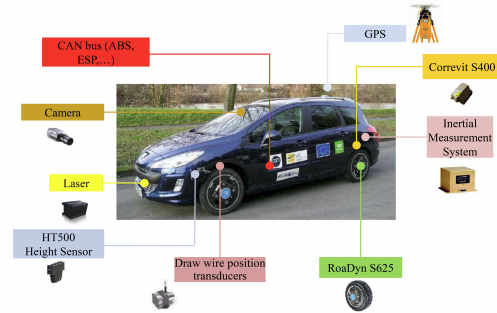 GPS
CAN bus (ABS,
ESP,...)
Correvit S400
Camera
Inertial
Measurement
System
Laser
HT500
Height Sensor
Draw wire position
transducers
RoaDyn S625